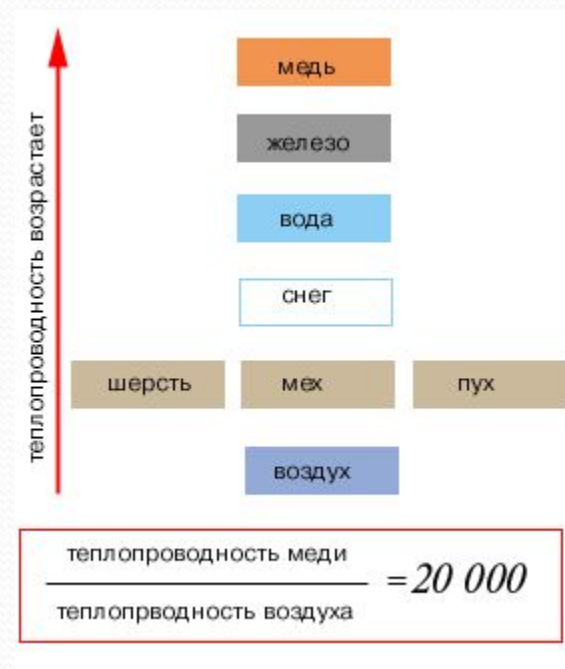 теплопроводность возрастает
медь
железо
вода
снег
шерсть мех пух
воздух
теплопроводность меди
теплопрводность воздуха
=20 000